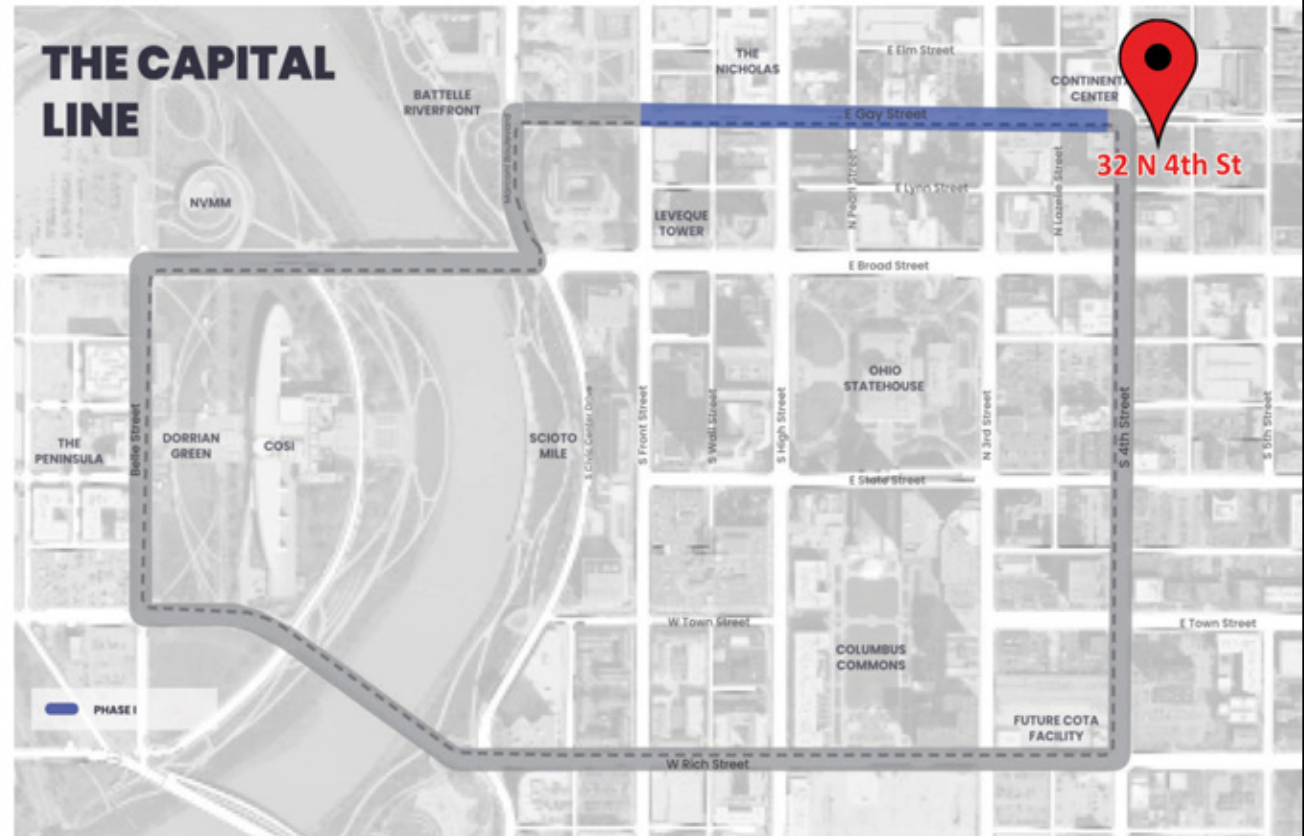 THE CAPITAL
LINE
BATTELLE
RIVERFRONT
THE
NICHOLAS
E Elm Street
CONTINENT
CENTER
E Gay Street
32 N 4th St
N Pearl Street
E Lynn Street
N Lazelle Street
NVMM
LEVEQUE
TOWER
E Broad Street
OHIO
STATEHOUSE
THE
PENINSULA
Belle Street
DORRIAN
GREEN
COSI
SCIOTO
MILE
S Civic Center Drive
S Front Street
S Wall Street
S High Street
N 3rd Street
S 4th Street
S 5th Street
E State Street
W Town Street
E Town Street
COLUMBUS
COMMONS
PHASE I
FUTURE COTA
FACILITY
W Rich Street